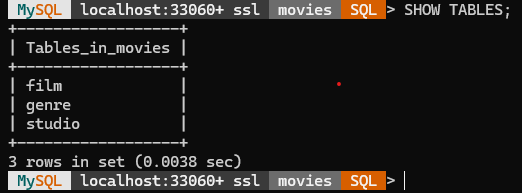 MySQL localhost:33060+ ssl movies SQL> SHOW TABLES;
+------------------+
| Tables_in_movies |
+------------------+
| film             |
| genre            |
| studio           |
+------------------+
3 rows in set (0.0038 sec)
MySQL localhost:33060+ ssl movies SQL>